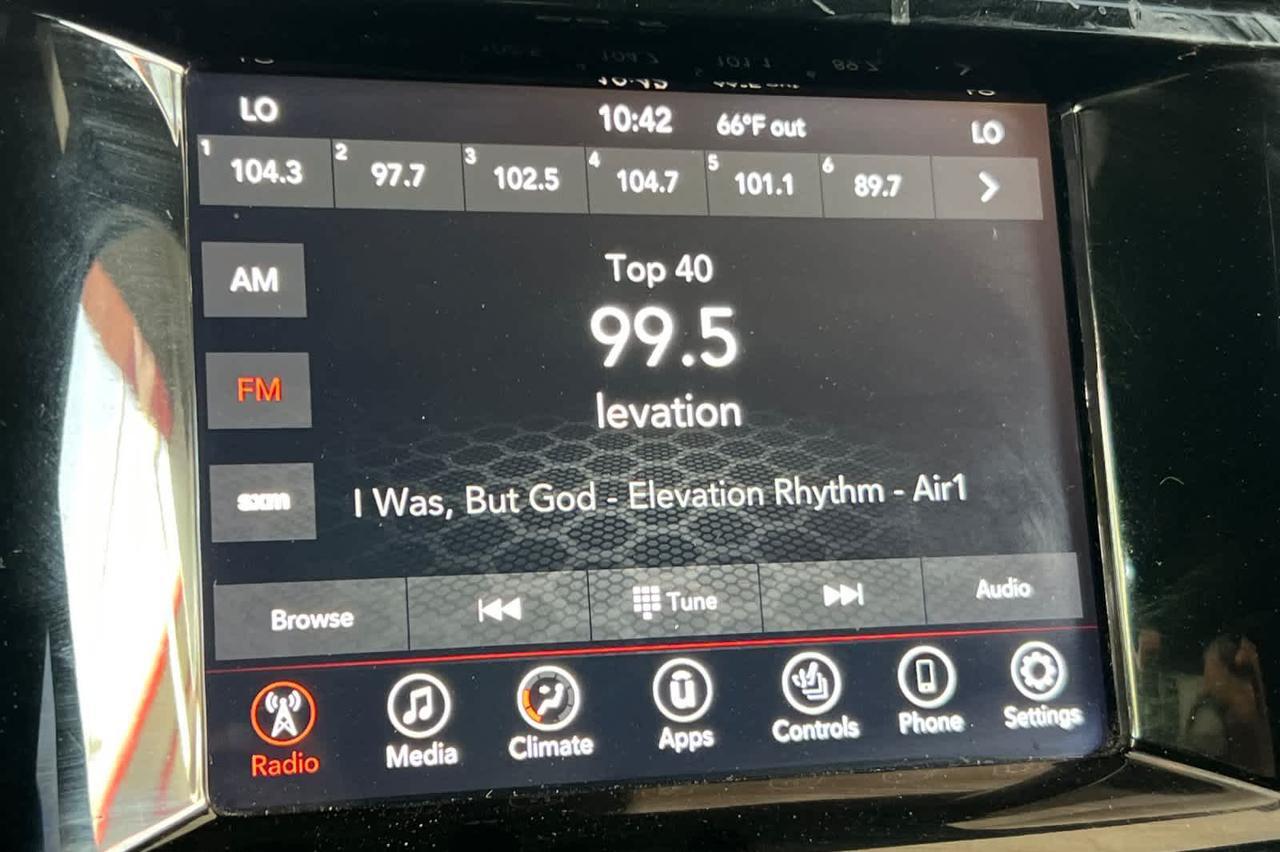 LO 10:42 66°F out LO
1 104.3 2 97.7 3 102.5 4 104.7 5 101.1 6 89.7
AM
Top 40
99.5
FM
levation
sxm
I Was, But God - Elevation Rhythm - Air1
Browse Tune Audio
Radio Media Climate Apps Controls Phone Settings